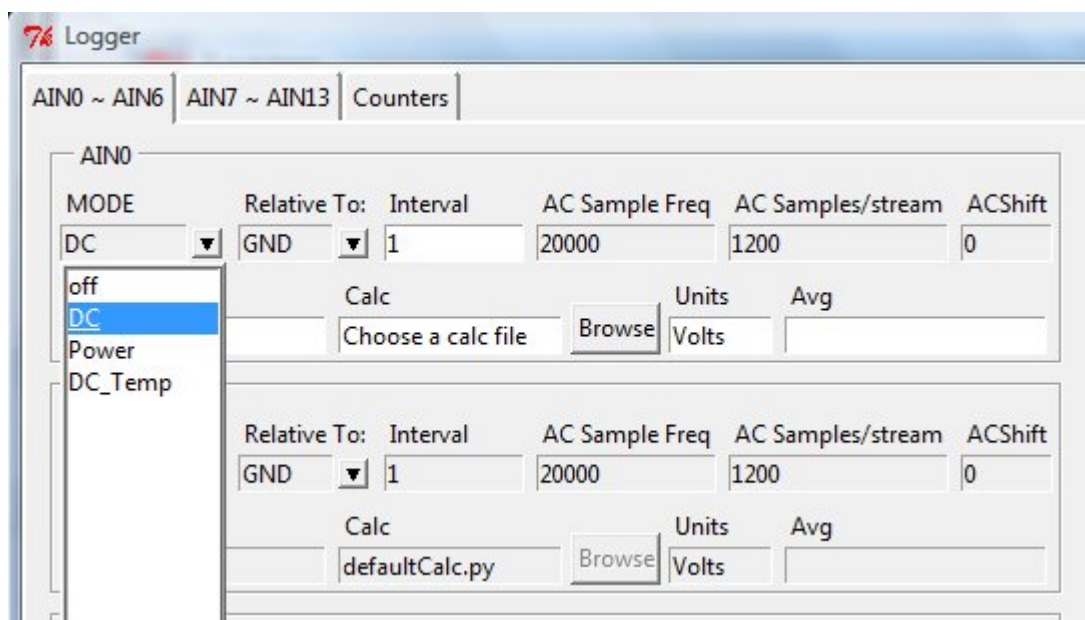 7% Logger
AIN0 ~ AIN6 AIN7 ~ AIN13 Counters
AIN0
MODE Relative To: Interval AC Sample Freq AC Samples/stream ACShift
DC GND 1 20000 1200 0
off
DC
Power
DC_Temp
Calc Units Avg
Choose a calc file Browse Volts
Relative To: Interval AC Sample Freq AC Samples/stream ACShift
GND 1 20000 1200 0
Calc Units Avg
defaultCalc.py Browse Volts